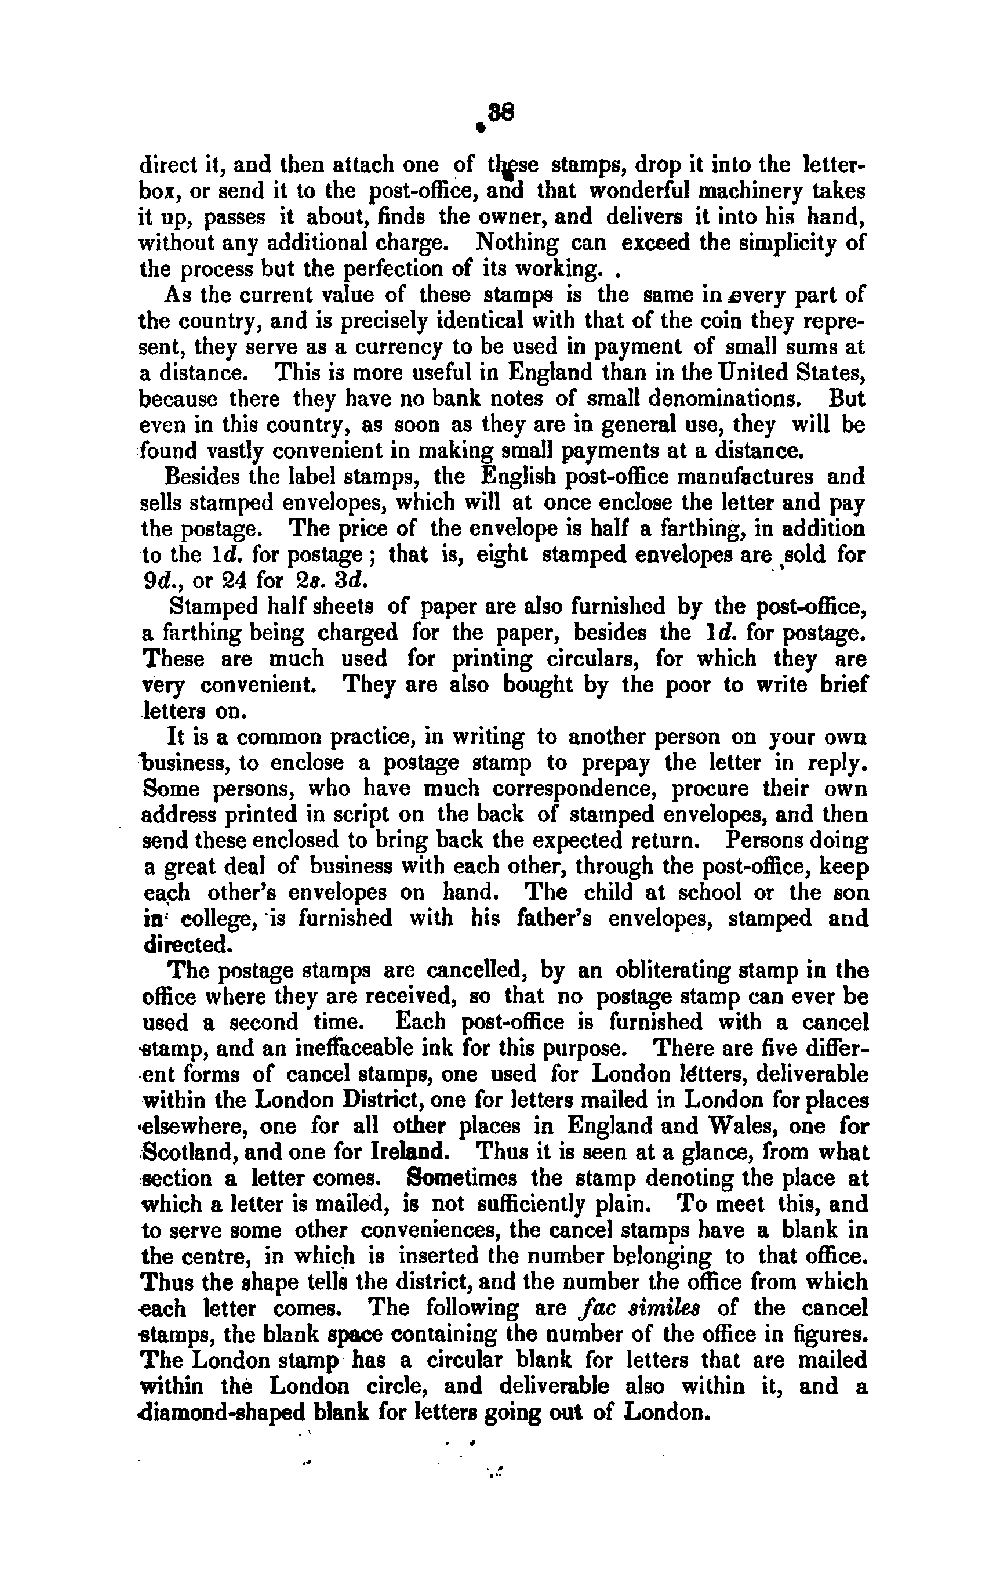 38
direct it, and then attach one of these stamps, drop it into the letter-
box, or send it to the post-office, and that wonderful machinery takes
it up, passes it about, finds the owner, and delivers it into his hand,
without any additional charge. Nothing can exceed the simplicity of
the process but the perfection of its working.
As the current value of these stamps is the same in every part of
the country, and is precisely identical with that of the coin they repre-
sent, they serve as a currency to be used in payment of small sums at
a distance. This is more useful in England than in the United States,
because there they have no bank notes of small denominations. But
even in this country, as soon as they are in general use, they will be
found vastly convenient in making small payments at a distance.
Besides the label stamps, the English post-office manufactures and
sells stamped envelopes, which will at once enclose the letter and pay
the postage. The price of the envelope is half a farthing, in addition
to the 1d. for postage; that is, eight stamped envelopes are sold for
9d., or 24 for 2s. 3d.
Stamped half sheets of paper are also furnished by the post-office,
a farthing being charged for the paper, besides the 1d. for postage.
These are much used for printing circulars, for which they are
very convenient. They are also bought by the poor to write brief
letters on.
It is a common practice, in writing to another person on your own
business, to enclose a postage stamp to prepay the letter in reply.
Some persons, who have much correspondence, procure their own
address printed in script on the back of stamped envelopes, and then
send these enclosed to bring back the expected return. Persons doing
a great deal of business with each other, through the post-office, keep
each other's envelopes on hand. The child at school or the son
in college, is furnished with his father's envelopes, stamped and
directed.
The postage stamps are cancelled, by an obliterating stamp in the
office where they are received, so that no postage stamp can ever be
used a second time. Each post-office is furnished with a cancel
stamp, and an ineffaceable ink for this purpose. There are five differ-
ent forms of cancel stamps, one used for London letters, deliverable
within the London District, one for letters mailed in London for places
elsewhere, one for all other places in England and Wales, one for
Scotland, and one for Ireland. Thus it is seen at a glance, from what
section a letter comes. Sometimes the stamp denoting the place at
which a letter is mailed, is not sufficiently plain. To meet this, and
to serve some other conveniences, the cancel stamps have a blank in
the centre, in which is inserted the number belonging to that office.
Thus the shape tells the district, and the number the office from which
each letter comes. The following are fac similes of the cancel
stamps, the blank space containing the number of the office in figures.
The London stamp has a circular blank for letters that are mailed
within the London circle, and deliverable also within it, and a
diamond-shaped blank for letters going out of London.